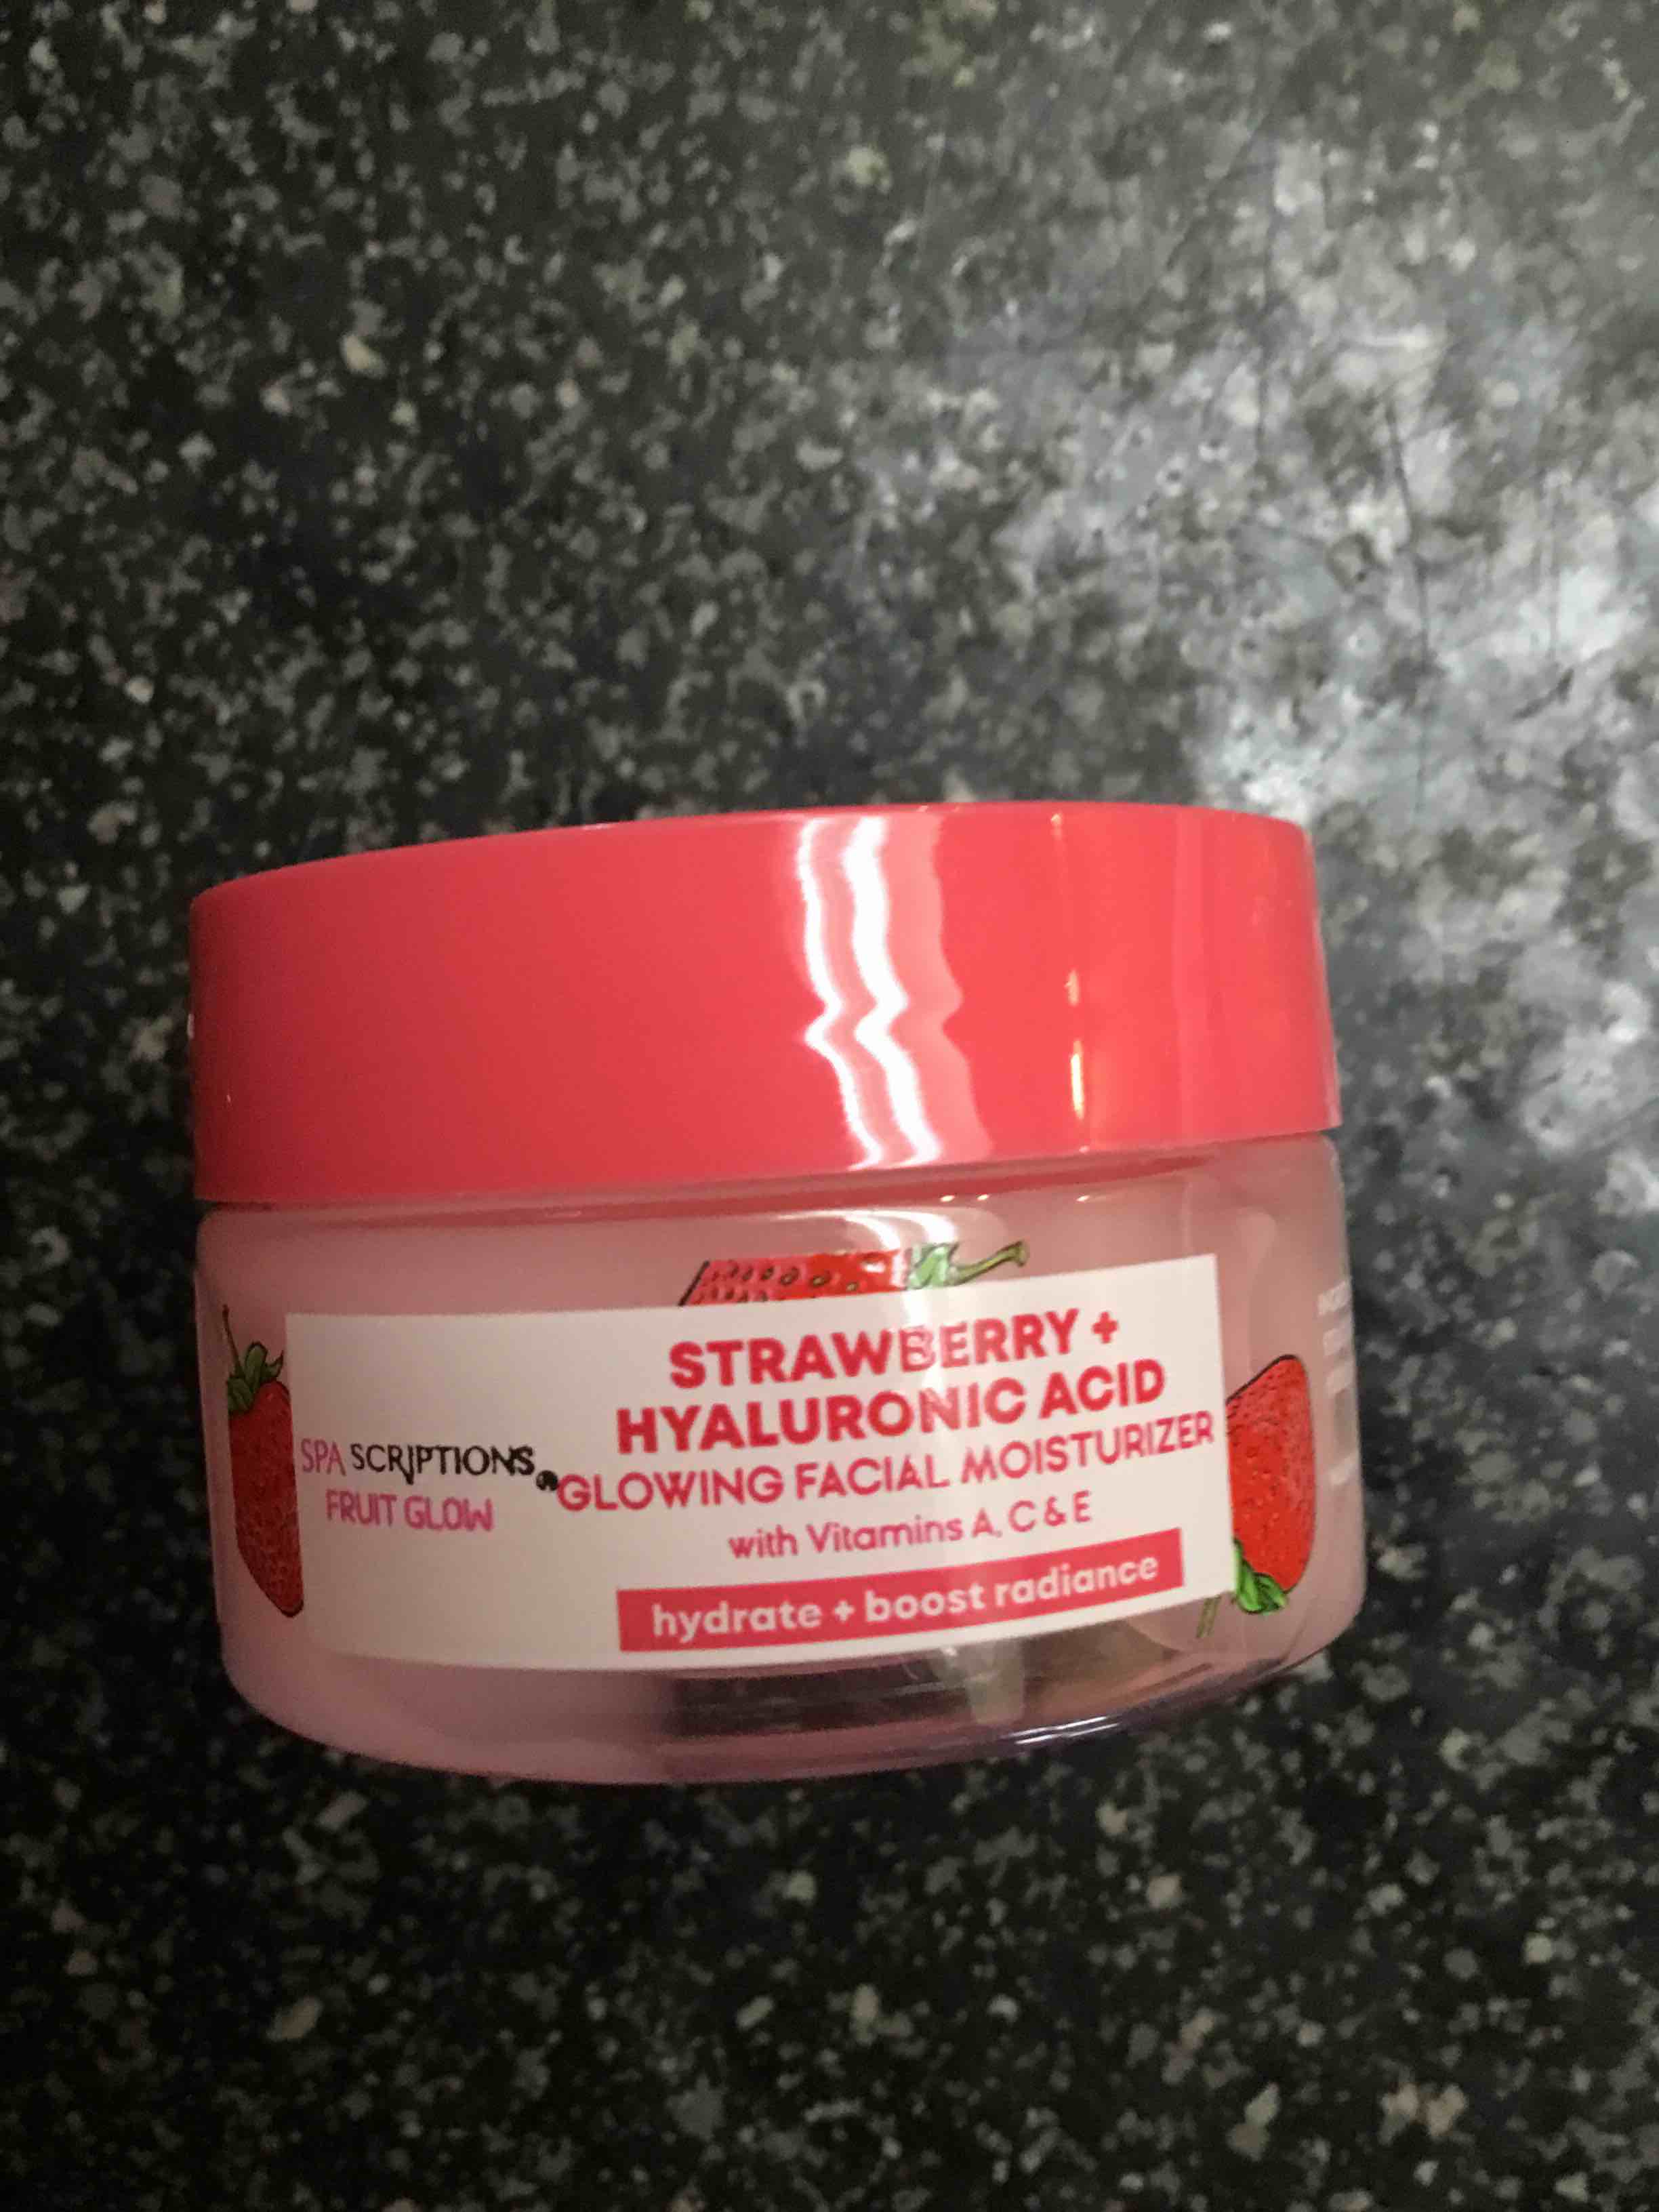 SPA SCRIPTIONS
FRUIT GLOW
STRAWBERRY +
HYALURONIC ACID
GLOWING FACIAL MOISTURIZER
with Vitamins A, C & E
hydrate + boost radiance